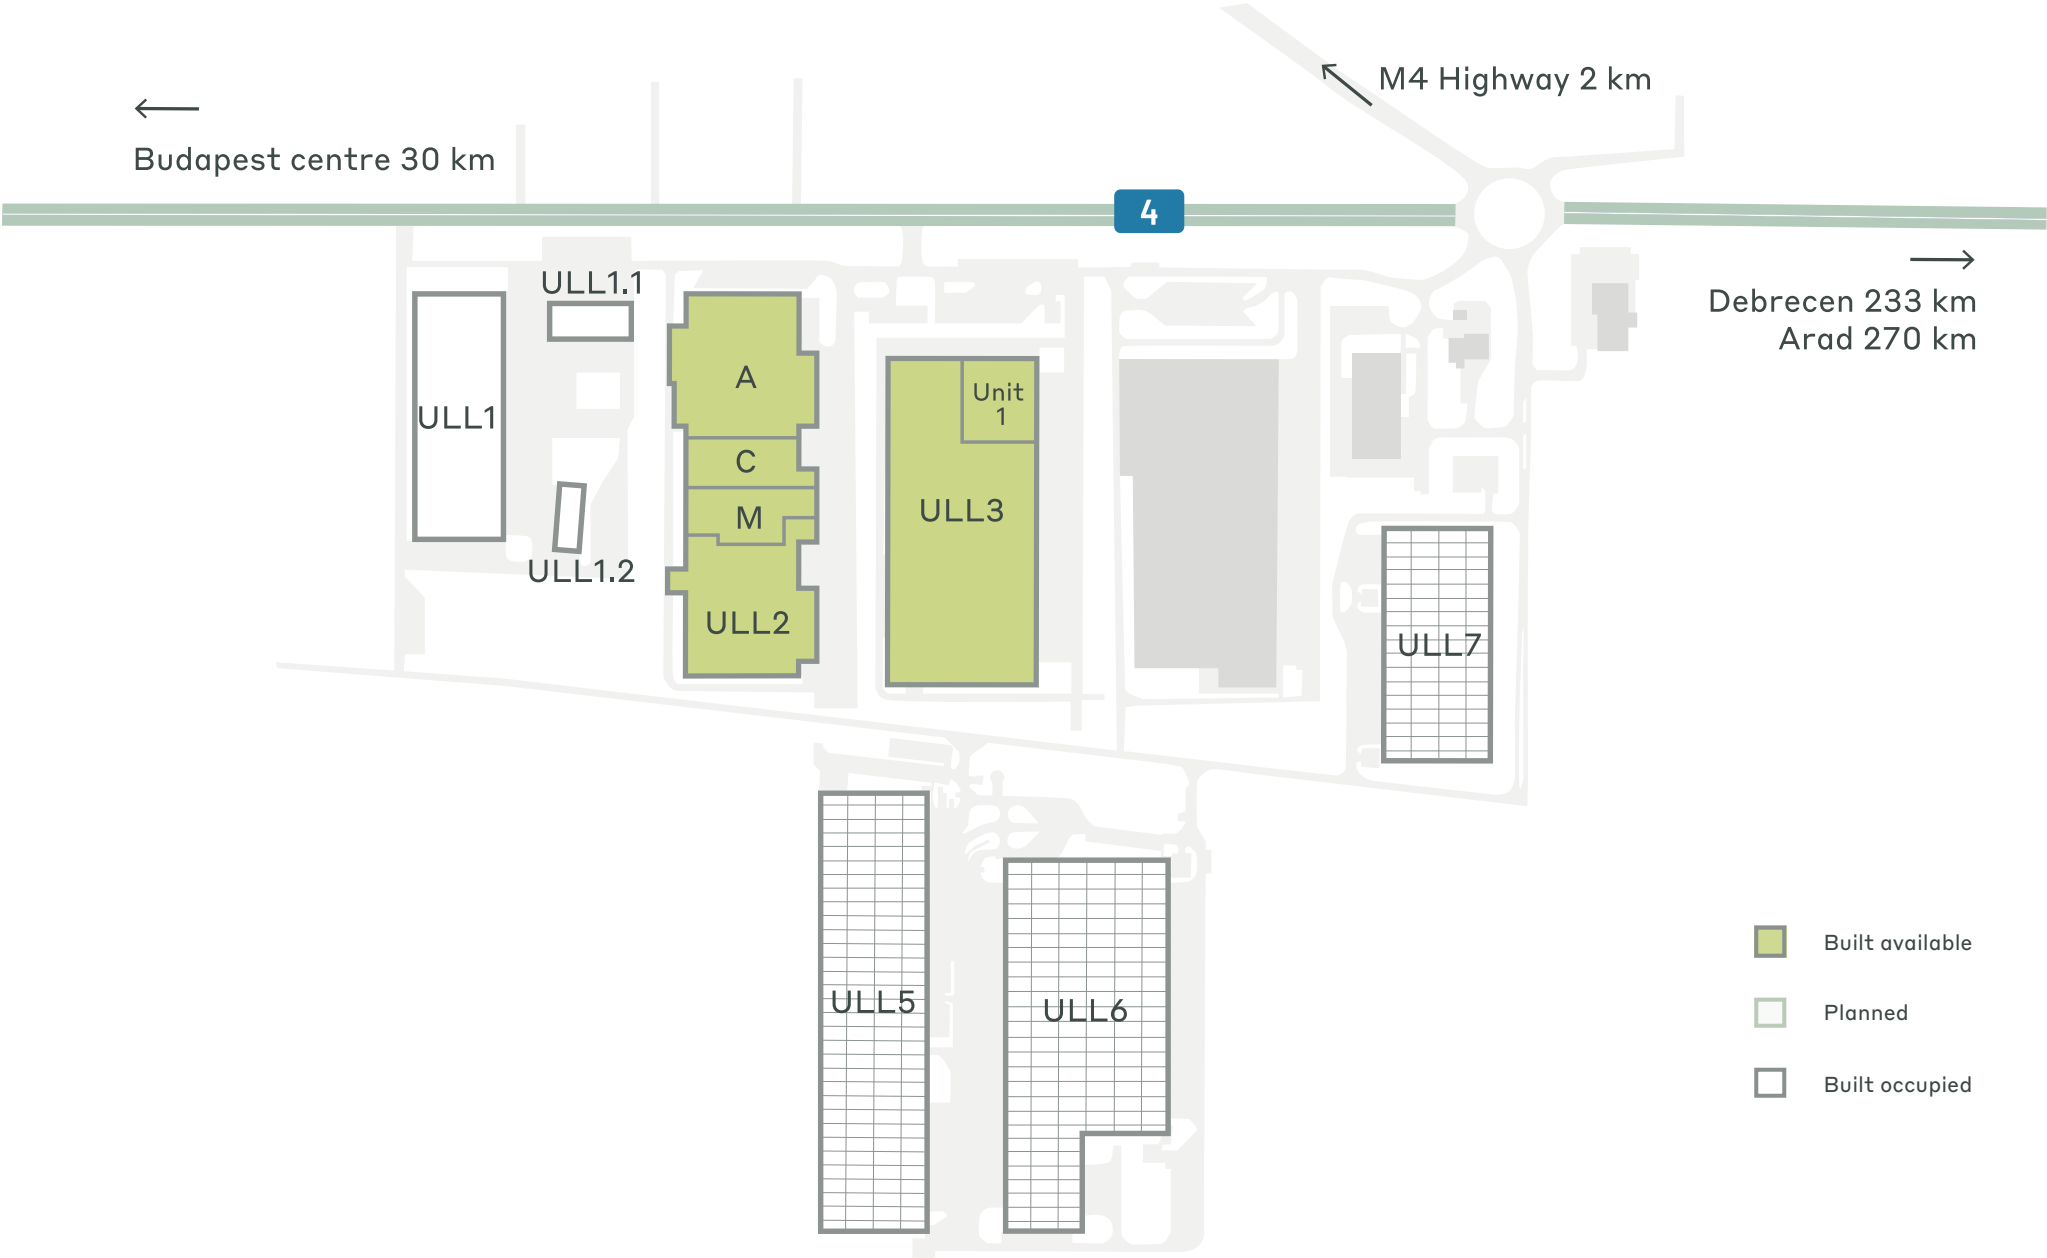 M4 Highway 2 km
Budapest centre 30 km
4
Debrecen 233 km
Arad 270 km
ULL1.1
A
Unit
1
ULL1
C
ULL3
M
ULL1.2
ULL2
ULL7
Built available
ULL5
ULL6
Planned
Built occupied